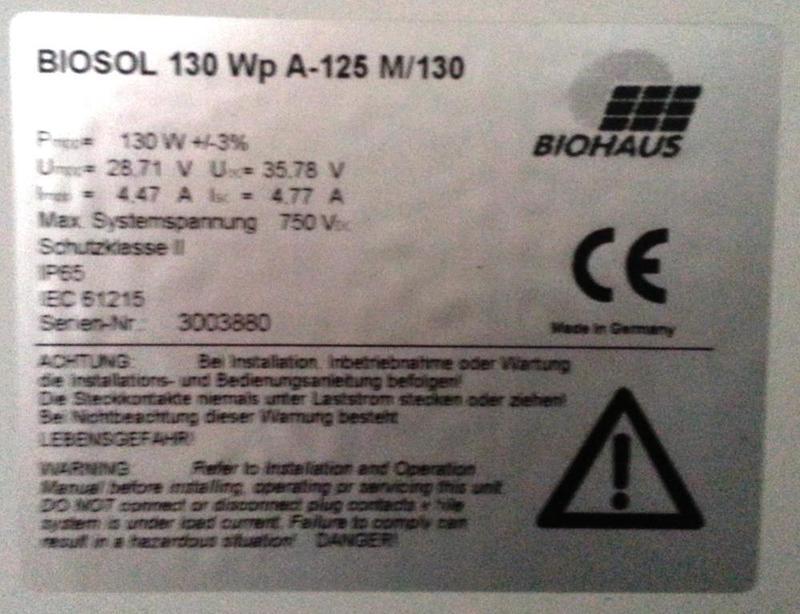 BIOSOL 130 Wp A-125 M/130
BIOHAUS
Pmpp= 130 W +/-3%
Umpp= 28.71 V Uoc= 35.78 V
Impp = 4.47 A Isc = 4.77 A
Max. Systemspannung 750 VDC
Schutzklasse II
IP65
IEC 61215
Serien-Nr.: 3003880
CE
Made in Germany
ACHTUNG: Bei Installation, Inbetriebnahme oder Wartung
die Installations- und Bedienungsanleitung befolgen!
Die Steckkontakte niemals unter Laststrom stecken oder ziehen!
Bei Nichtbeachtung dieser Warnung besteht
LEBENSGEFAHR!
WARNING Refer to Installation and Operation
Manual before installing, operating or servicing this unit.
DO NOT connect or disconnect plug contacts while
system is under load current. Failure to comply can
result in a hazardous situation! DANGER!